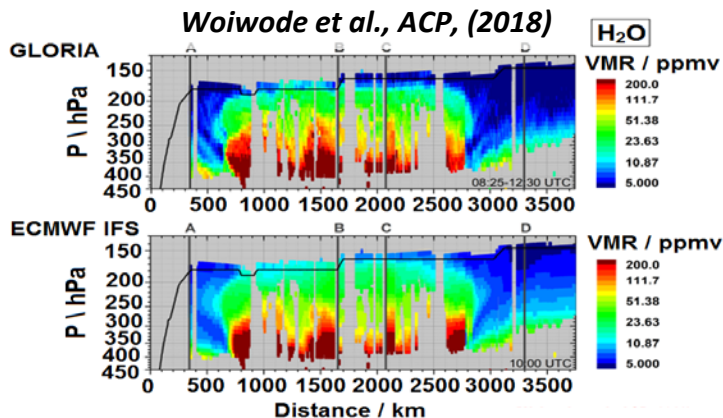 Woiwode et al., ACP, (2018)
H₂O
GLORIA
A B C D
VMR / ppmv
P \ hPa
150
200
250
300
350
400
450
200.0
111.7
51.38
23.63
10.87
5.000
08:25-12:30 UTC
0 500 1000 1500 2000 2500 3000 3500
ECMWF IFS
A B C D
VMR / ppmv
P \ hPa
150
200
250
300
350
400
450
200.0
111.7
51.38
23.63
10.87
5.000
10:00 UTC
0 500 1000 1500 2000 2500 3000 3500
Distance / km